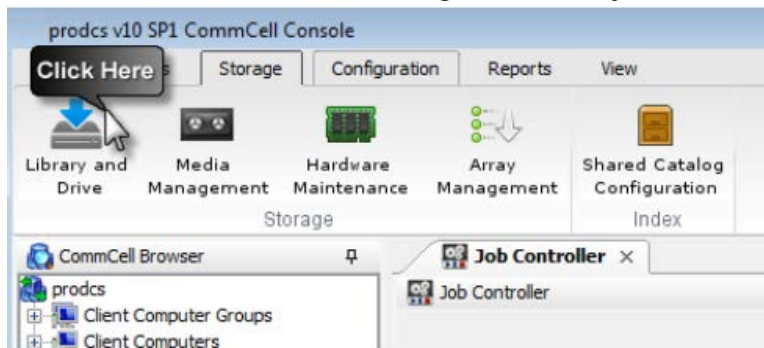 prodcs v10 SP1 CommCell Console
Click Here
Storage
Configuration
Reports
View
Library and Drive
Media Management
Hardware Maintenance
Array Management
Shared Catalog Configuration
Storage
Index
CommCell Browser
Job Controller
prodcs
Job Controller
Client Computer Groups
Client Computers